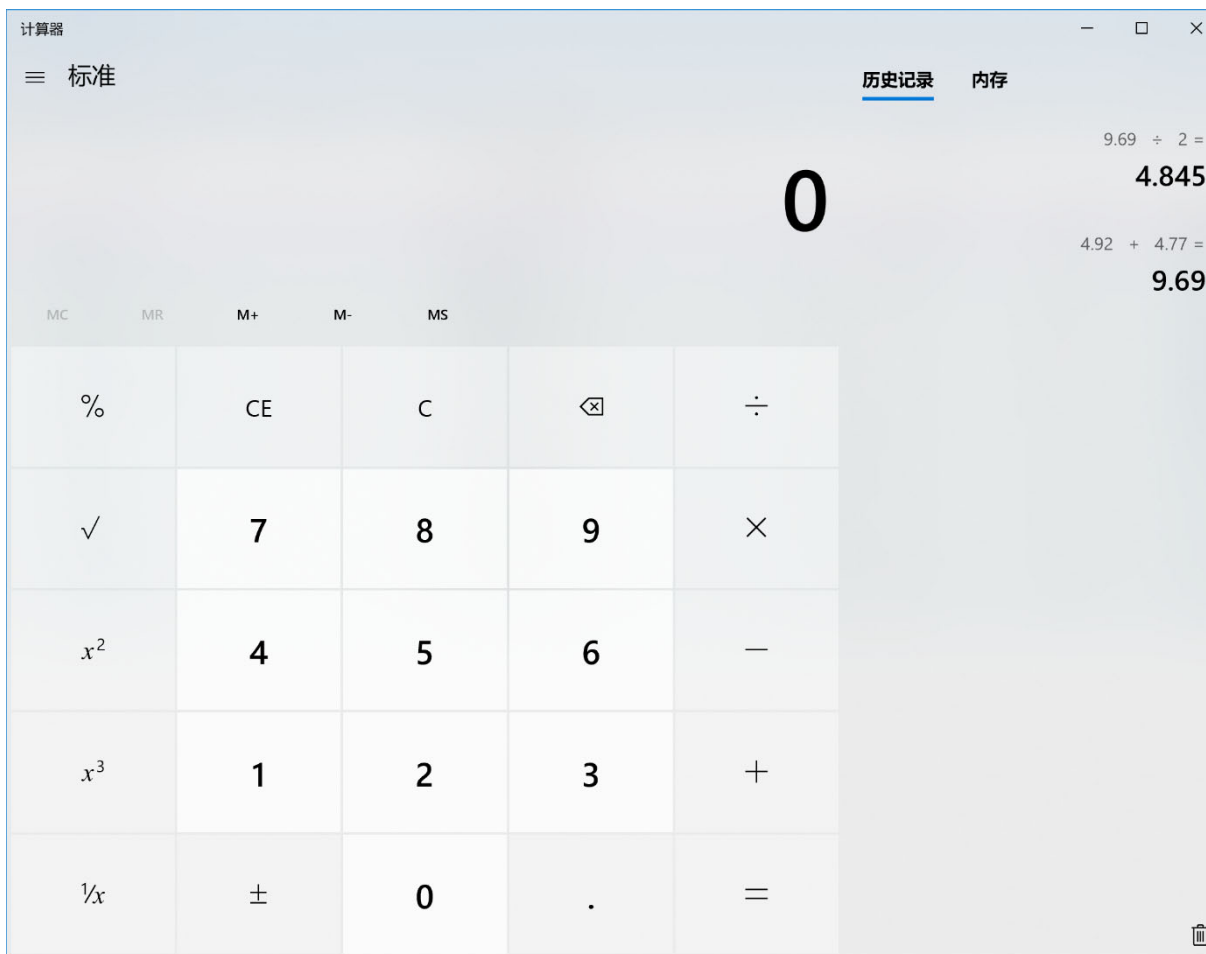 计算器
标准
历史记录 内存
9.69 ÷ 2 =
4.845
0
4.92 + 4.77 =
9.69
MC MR M+ M- MS
% CE C ÷
√ 7 8 9 ×
x² 4 5 6 −
x³ 1 2 3 +
¹/x ± 0 . =